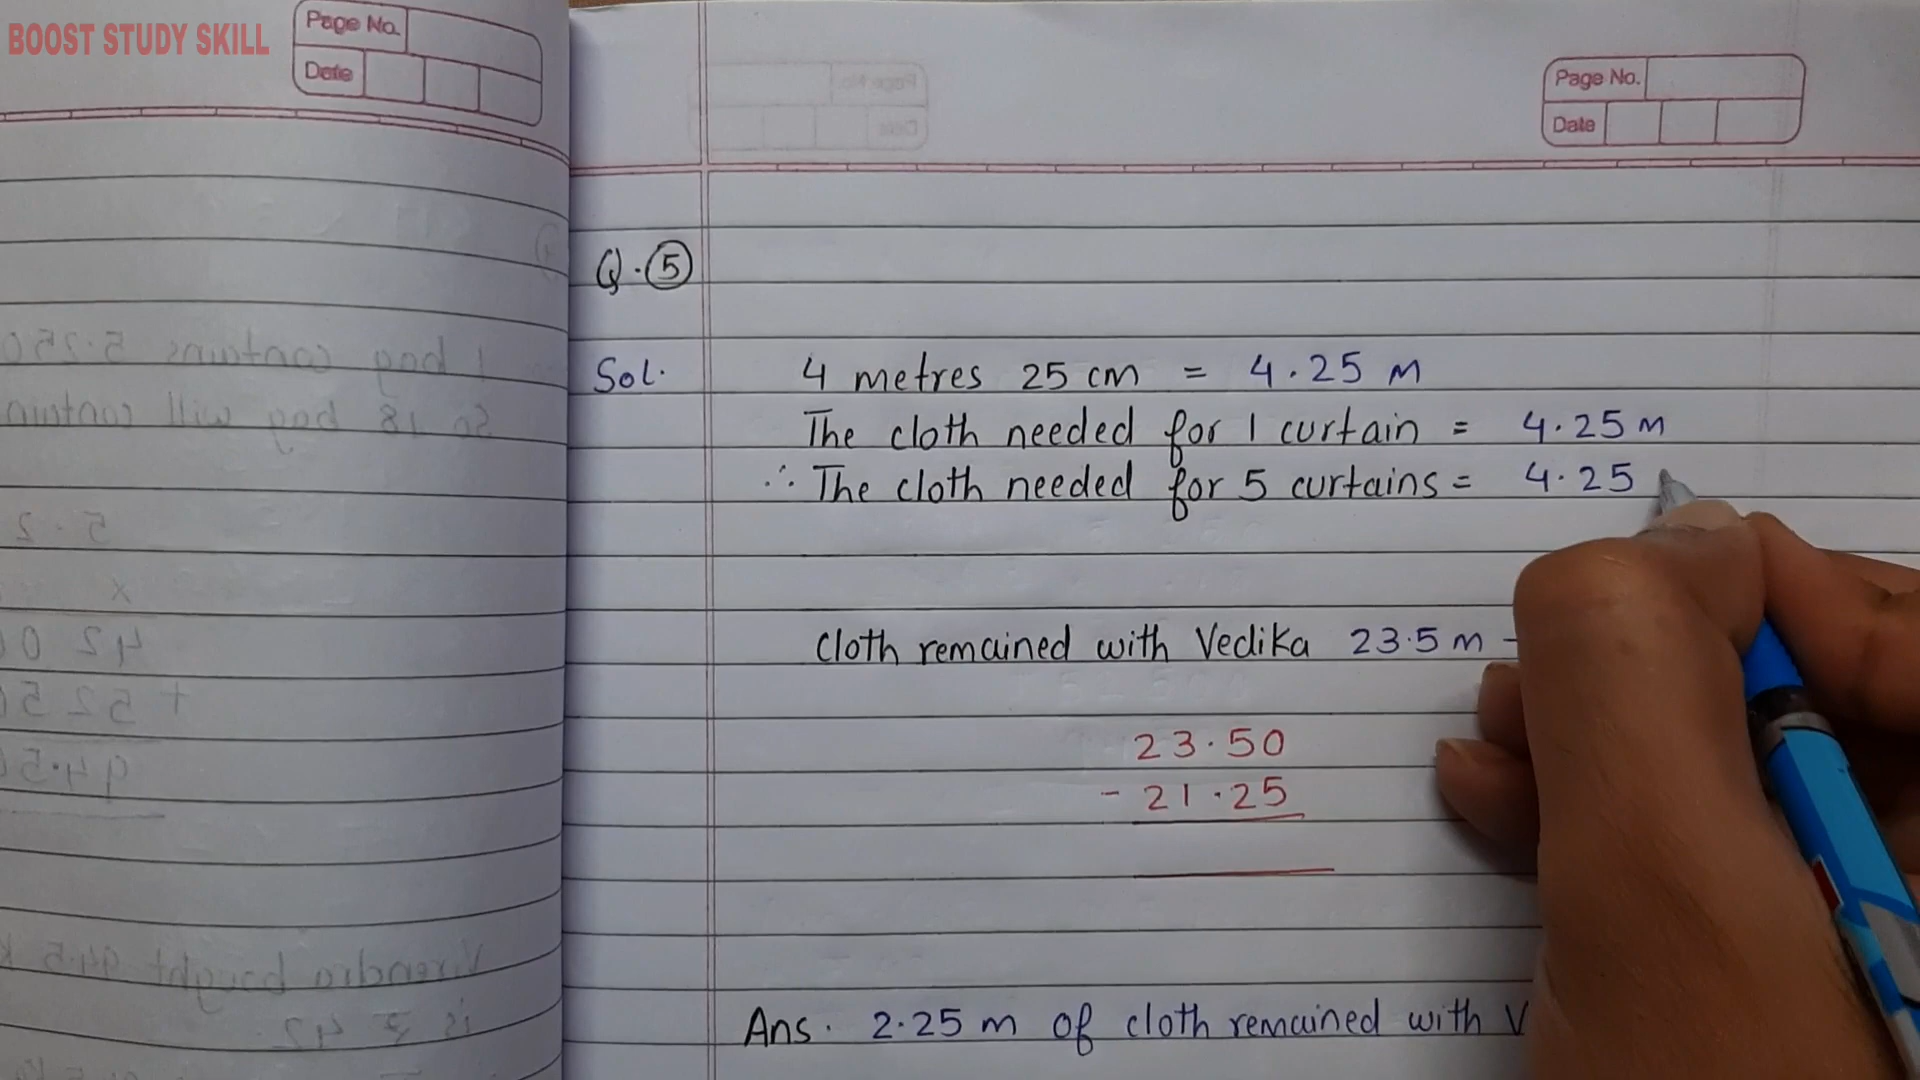 BOOST STUDY SKILL
Page No.
Date
Page No.
Date
Q.5
Sol. 4 metres 25 cm = 4.25 m
The cloth needed for 1 curtain = 4.25 m
∴ The cloth needed for 5 curtains = 4.25
Cloth remained with Vedika 23.5 m -
23.50
- 21.25
Ans. 2.25 m of cloth remained with V